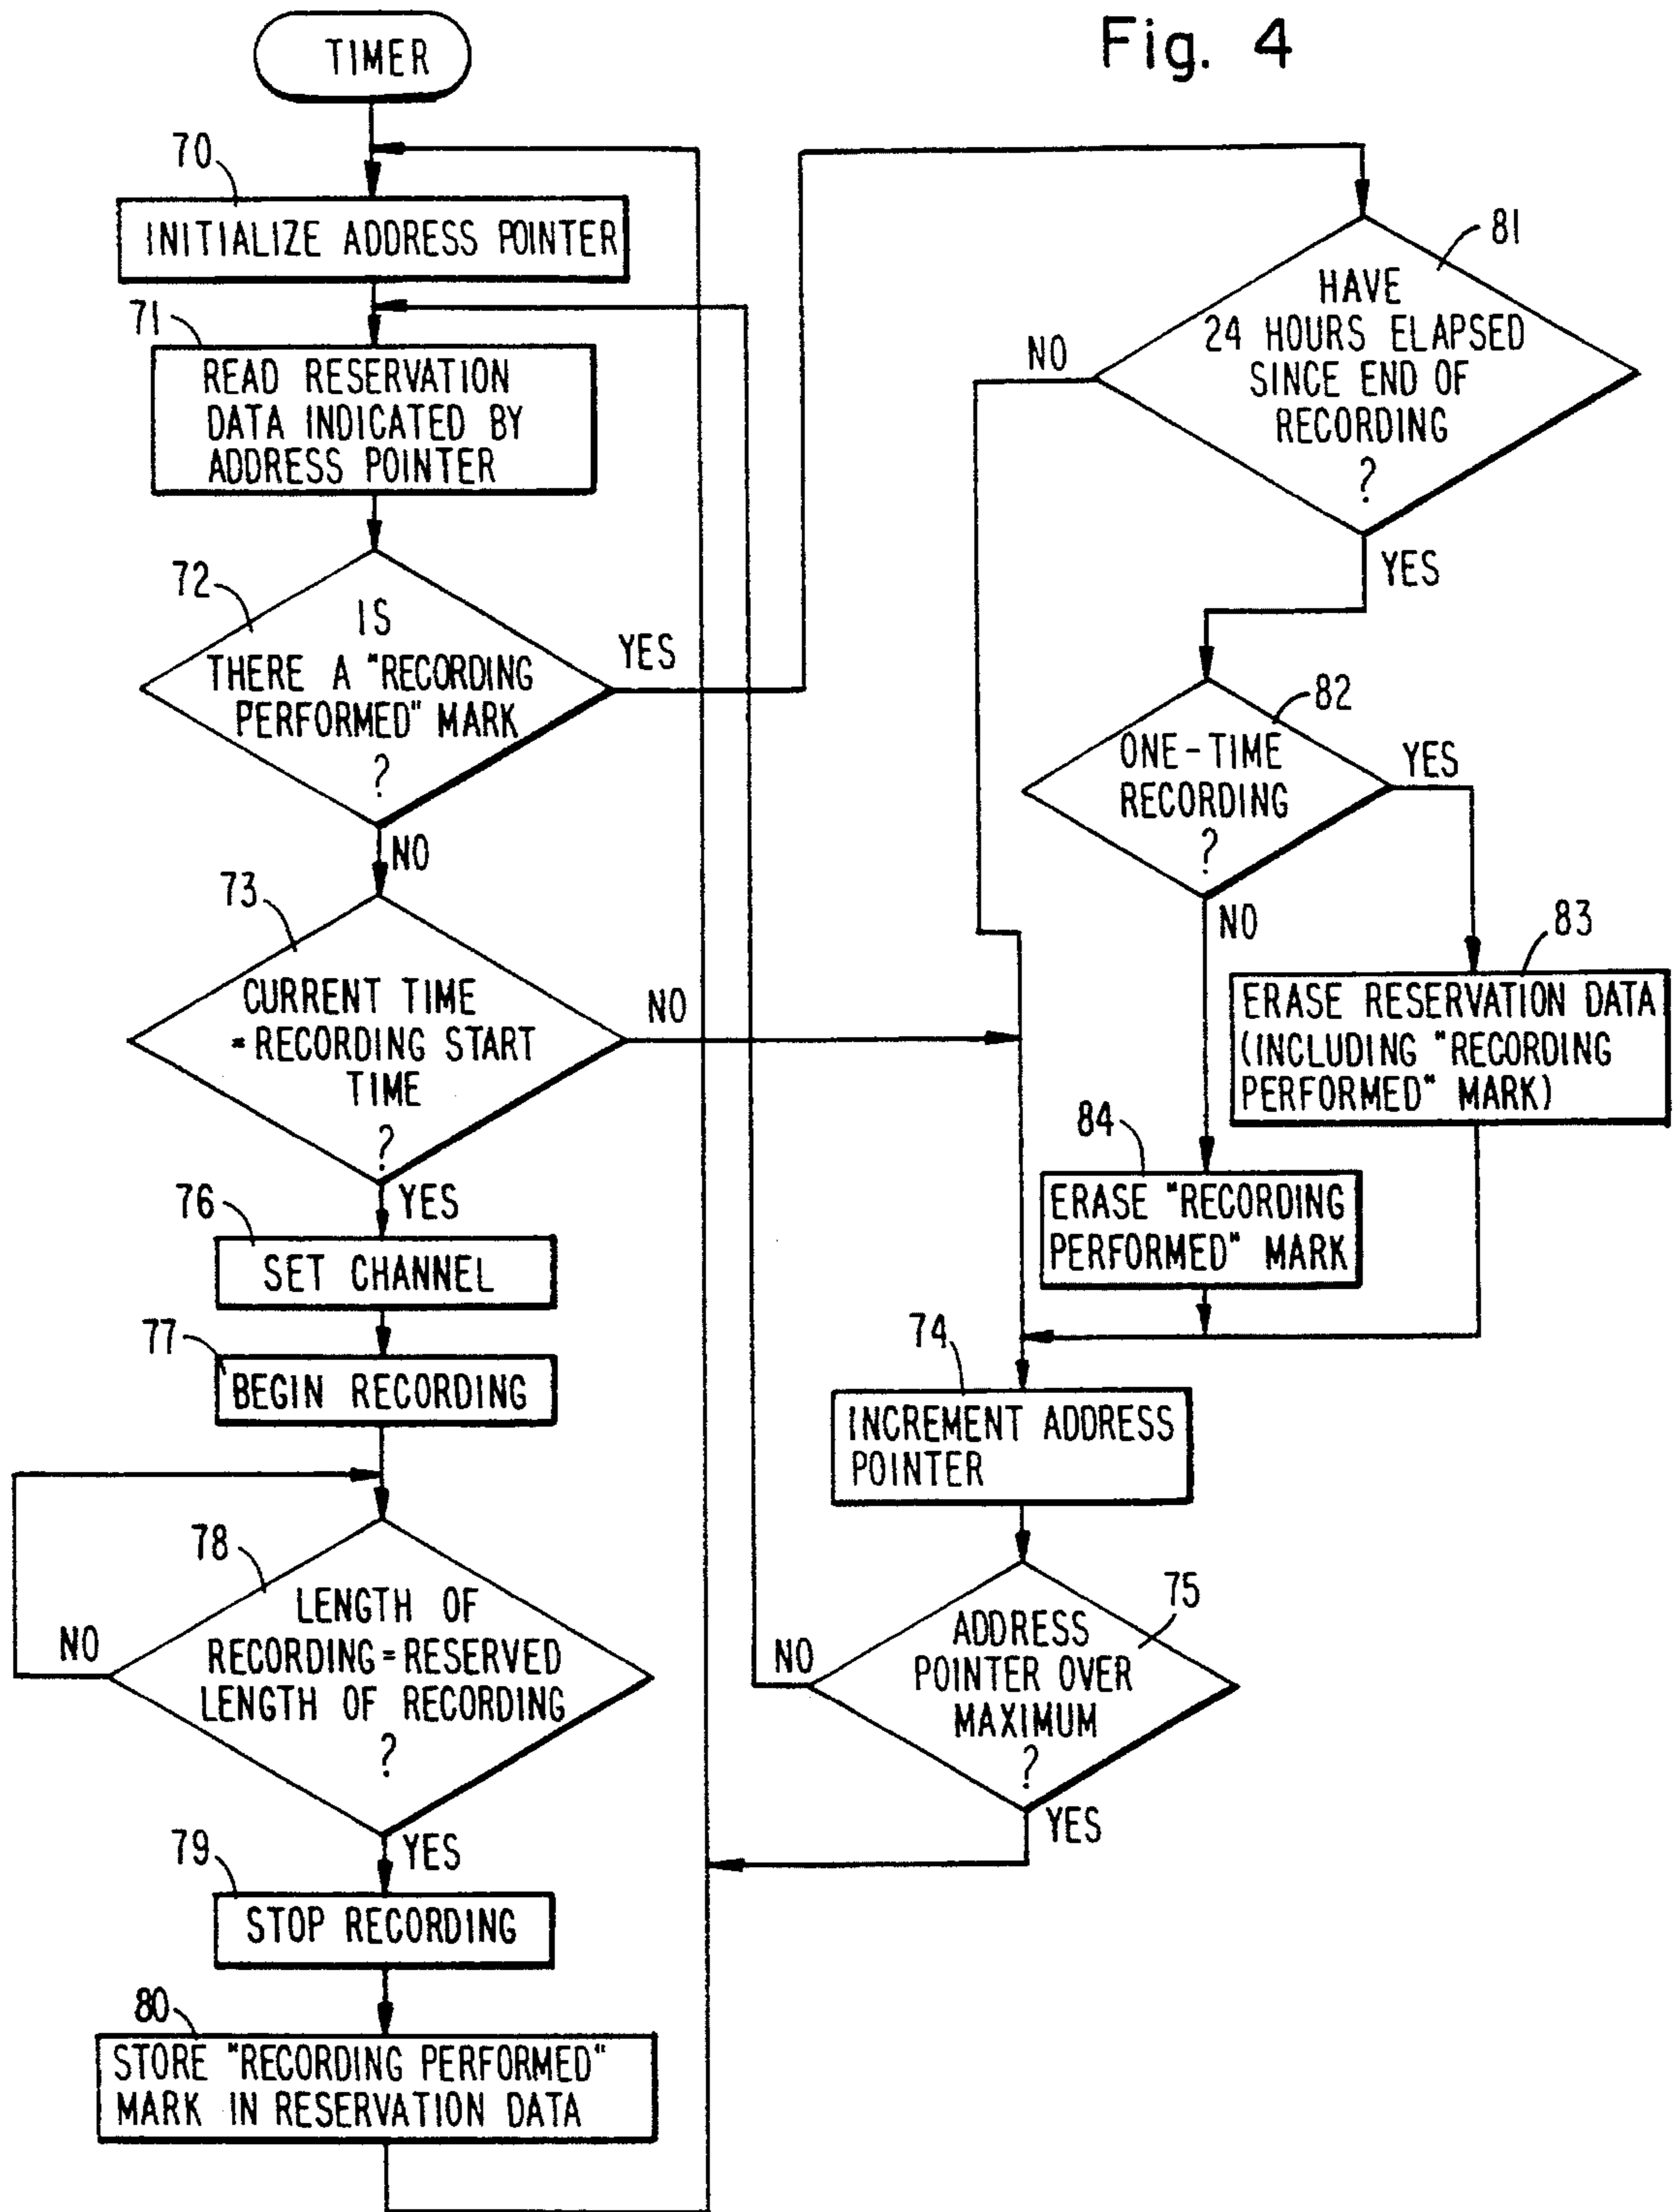 Fig. 4
TIMER
70
INITIALIZE ADDRESS POINTER
71
READ RESERVATION
DATA INDICATED BY
ADDRESS POINTER
72
IS
THERE A "RECORDING
PERFORMED" MARK
?
YES
NO
73
CURRENT TIME
=RECORDING START
TIME
?
NO
YES
76
SET CHANNEL
77
BEGIN RECORDING
78
LENGTH OF
RECORDING=RESERVED
LENGTH OF RECORDING
?
NO
YES
79
STOP RECORDING
80
STORE "RECORDING PERFORMED"
MARK IN RESERVATION DATA
81
HAVE
24 HOURS ELAPSED
SINCE END OF
RECORDING
?
NO
YES
82
ONE-TIME
RECORDING
?
YES
NO
83
ERASE RESERVATION DATA
(INCLUDING "RECORDING
PERFORMED" MARK)
84
ERASE "RECORDING
PERFORMED" MARK
74
INCREMENT ADDRESS
POINTER
75
ADDRESS
POINTER OVER
MAXIMUM
?
NO
YES